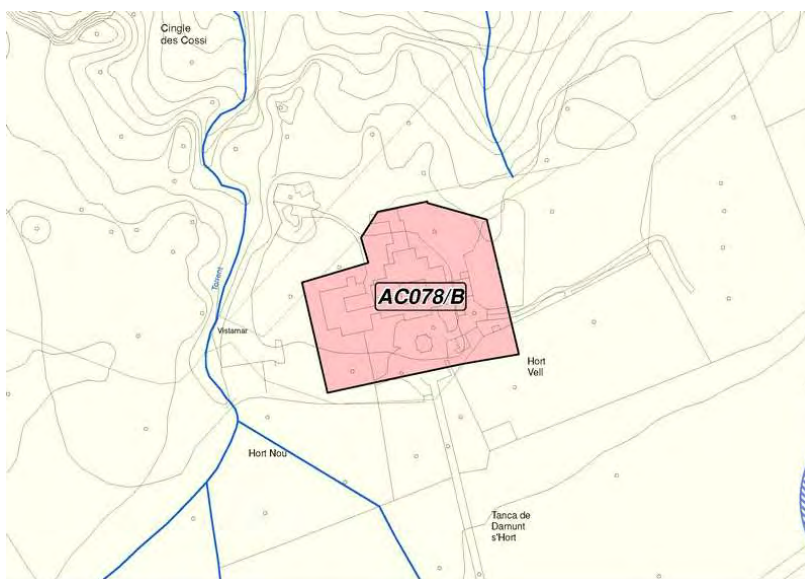 Cingle
des Cossi
Torrent
AC078/B
Vistamar
Hort
Vell
Hort Nou
Tanca de
Damunt
s'Hort